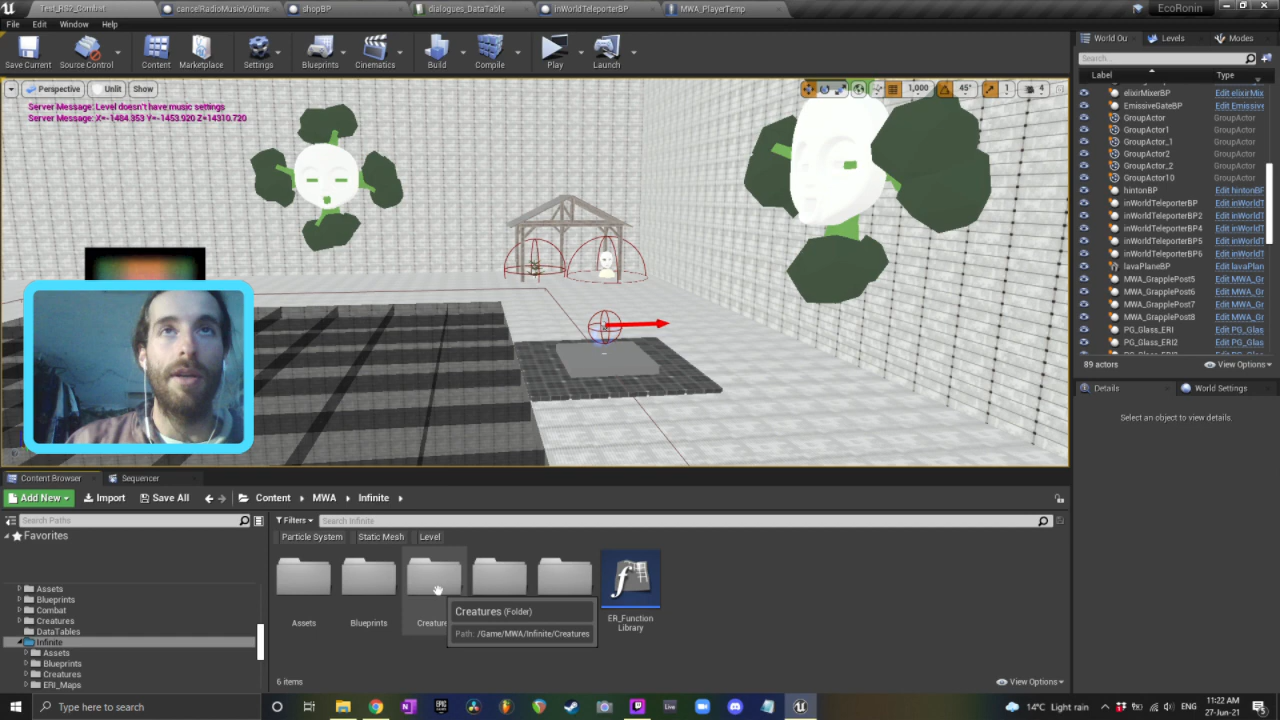 Test_RS2_Combat
cancelRadioMusicVolume
shopBP
dialogues_DataTable
inWorldTeleporterBP
MWA_PlayerTemp
EcoRonin
File Edit Window Help
Save Current
Source Control
Content
Marketplace
Settings
Blueprints
Cinematics
Build
Compile
Play
Launch
World Ou
Levels
Modes
Search...
Label Type
Perspective Unlit Show
1,000 45° 1 4
Server Message: Level doesn't have music settings
Server Message: X=-1484.353 Y=-1453.920 Z=14310.720
elixirMixerBP Edit elixirMix
EmissiveGateBP Edit Emissive
GroupActor GroupActor
GroupActor1 GroupActor
GroupActor_1 GroupActor
GroupActor2 GroupActor
GroupActor_2 GroupActor
GroupActor10 GroupActor
hintonBP Edit hintonBP
inWorldTeleporterBP Edit inWorldT
inWorldTeleporterBP2 Edit inWorldT
inWorldTeleporterBP4 Edit inWorldT
inWorldTeleporterBP5 Edit inWorldT
inWorldTeleporterBP6 Edit inWorldT
lavaPlaneBP Edit lavaPlan
MWA_GrapplePost5 Edit MWA_Gr
MWA_GrapplePost6 Edit MWA_Gr
MWA_GrapplePost7 Edit MWA_Gr
MWA_GrapplePost8 Edit MWA_Gr
PG_Glass_ERI Edit PG_Glas
PG_Glass_ERI2 Edit PG_Glas
89 actors View Options
Details
World Settings
Select an object to view details.
Content Browser
Sequencer
Add New Import Save All Content MWA Infinite
Search Paths
Filters Search Infinite
Favorites
Particle System Static Mesh Level
Assets
Blueprints
Combat
Creatures
DataTables
Infinite
Assets
Blueprints
Creatures
ERI_Maps
Assets
Blueprints
Creature
Creatures (Folder)
Path: /Game/MWA/Infinite/Creatures
ER_Function
Library
6 items
View Options
Type here to search
14°C Light rain
11:22 AM
27-Jun-21